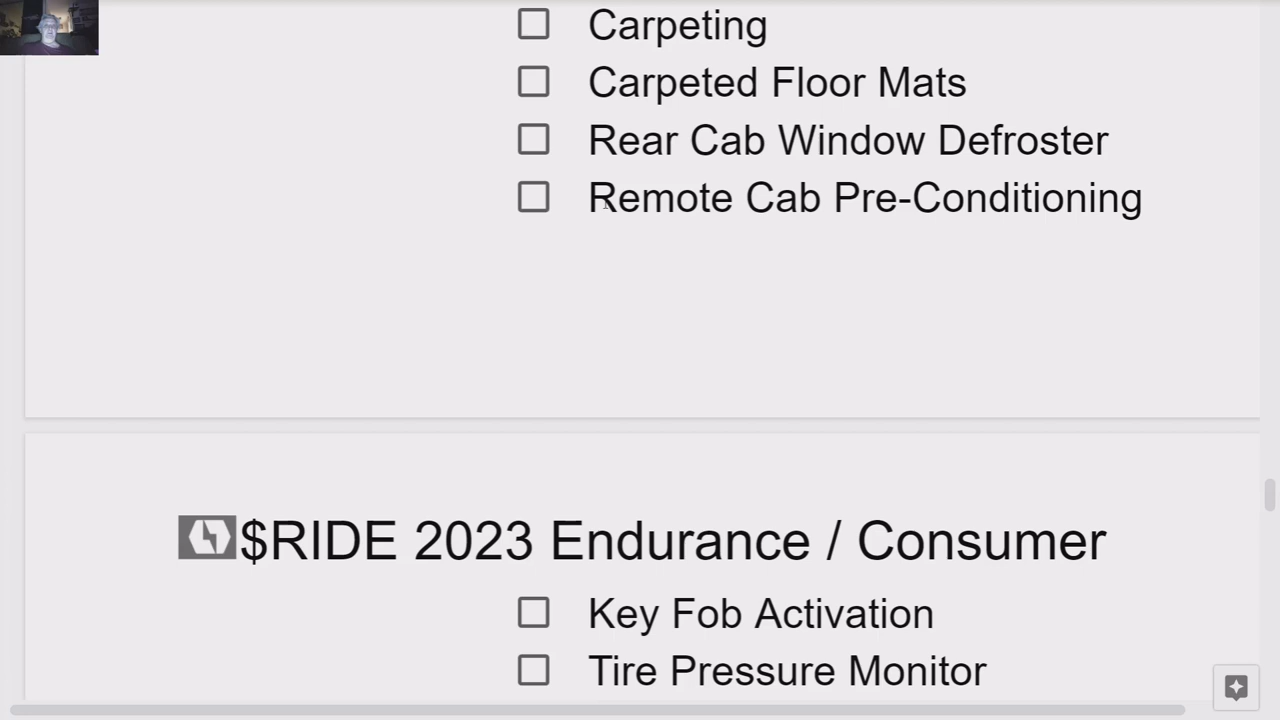 Carpeting
Carpeted Floor Mats
Rear Cab Window Defroster
Remote Cab Pre-Conditioning
$RIDE 2023 Endurance / Consumer
Key Fob Activation
Tire Pressure Monitor